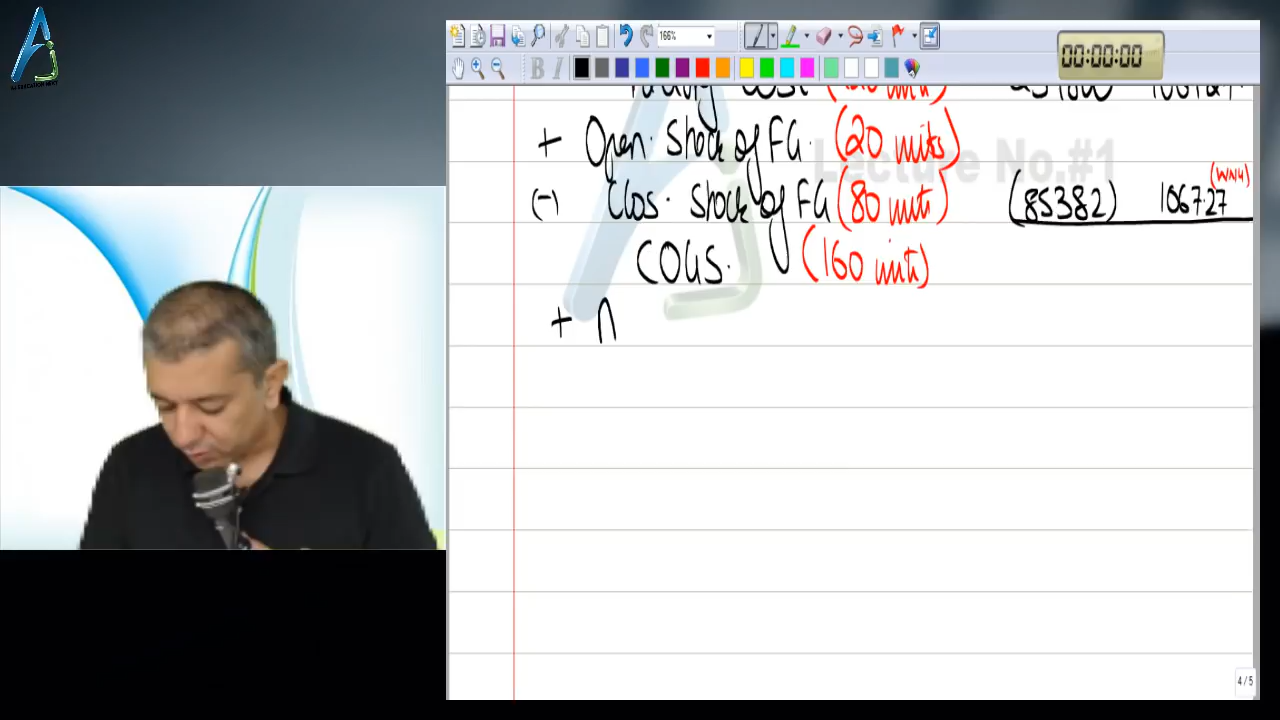 166%
00:00:00
Lecture No.#1
+ Open. Stock of FG. (20 units)
(-) Clos. Stock of FG (80 units) (85382) 1067.27 (WN4)
COGS. (160 units)
+ n
4 / 5